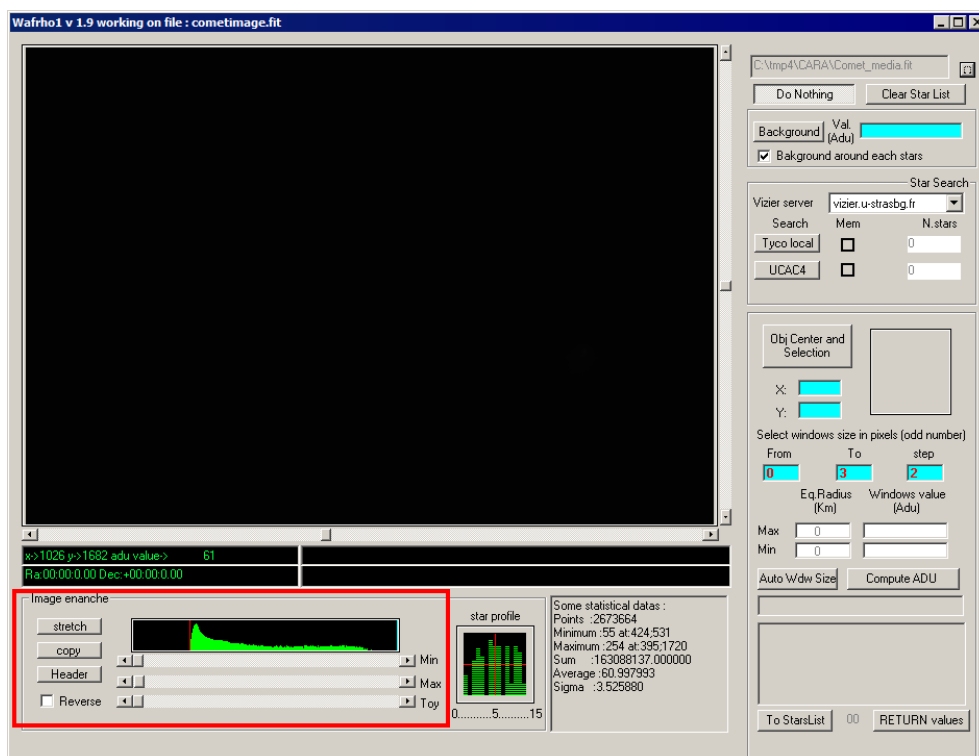 Wafrho1 v 1.9 working on file : cometimage.fit
C:\tmp4\CARA\Comet_media.fit
Do Nothing Clear Star List
Background Val. (Adu)
Bakground around each stars
Star Search
Vizier server vizier.u-strasbg.fr
Search Mem N.stars
Tyco local 0
UCAC4 0
Obj Center and
Selection
X:
Y:
Select windows size in pixels (odd number)
From To step
0 3 2
Eq.Radius Windows value
(Km) (Adu)
Max 0
Min 0
Auto Wdw Size Compute ADU
To StarsList 00 RETURN values
x->1026 y->1682 adu value-> 61
Ra:00:00:0.00 Dec:+00:00:0.00
Image enanche
stretch
copy
Header
Reverse
Min
Max
Toy
star profile
0.........5.........15
Some statistical datas :
Points :2673664
Minimum :55 at:424;531
Maximum :254 at:395;1720
Sum :163088137.000000
Average :60.997993
Sigma :3.525880